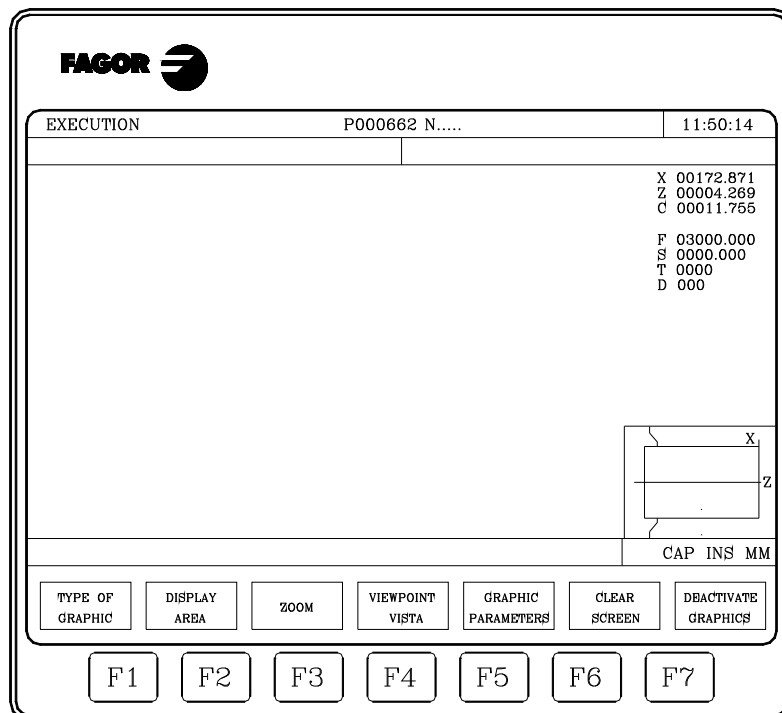 FAGOR
EXECUTION P000662 N..... 11:50:14
X 00172.871
Z 00004.269
C 00011.755
F 03000.000
S 0000.000
T 0000
D 000
X
Z
CAP INS MM
TYPE OF GRAPHIC
DISPLAY AREA
ZOOM
VIEWPOINT VISTA
GRAPHIC PARAMETERS
CLEAR SCREEN
DEACTIVATE GRAPHICS
F1 F2 F3 F4 F5 F6 F7